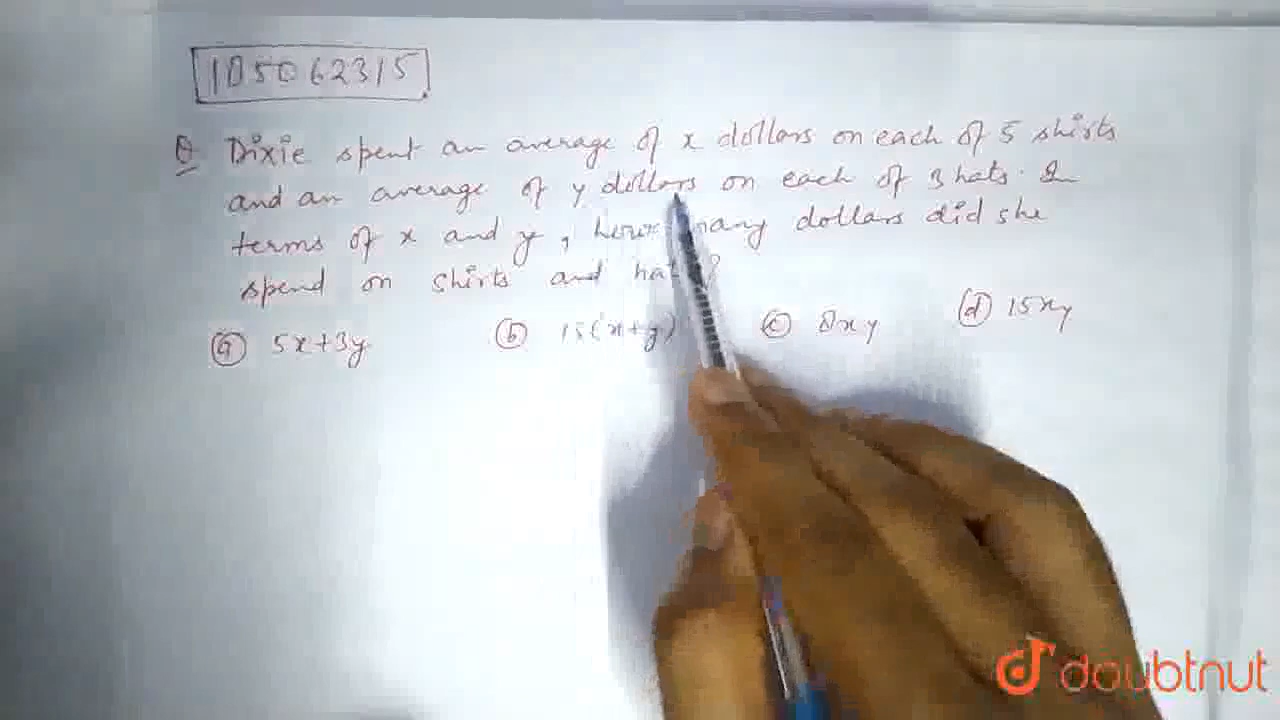 105062315
Q Dixie spent an average of x dollars on each of 5 shirts
and an average of y dollars on each of 3 hats. In
terms of x and y, how many dollars did she
spend on shirts and hats?
(a) 5x+3y (b) 15(x+y) (c) 8xy (d) 15xy
doubtnut